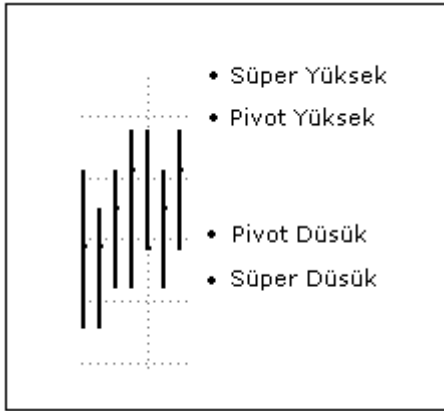 • Süper Yüksek
• Pivot Yüksek
• Pivot Düsük
• Süper Düsük